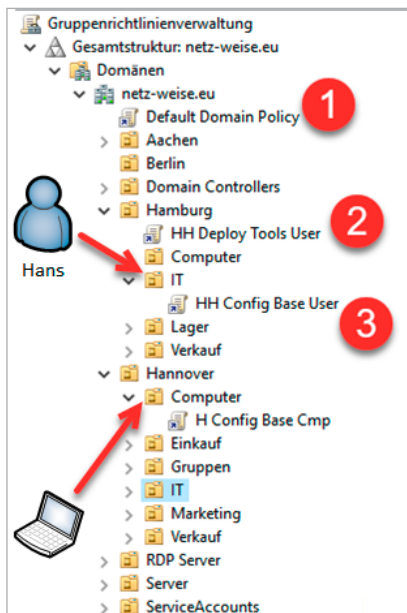 Gruppenrichtlinienverwaltung
Gesamtstruktur: netz-weise.eu
Domänen
netz-weise.eu
Default Domain Policy
1
Aachen
Berlin
Domain Controllers
Hamburg
HH Deploy Tools User
2
Computer
Hans
IT
HH Config Base User
3
Lager
Verkauf
Hannover
Computer
H Config Base Cmp
Einkauf
Gruppen
IT
Marketing
Verkauf
RDP Server
Server
ServiceAccounts